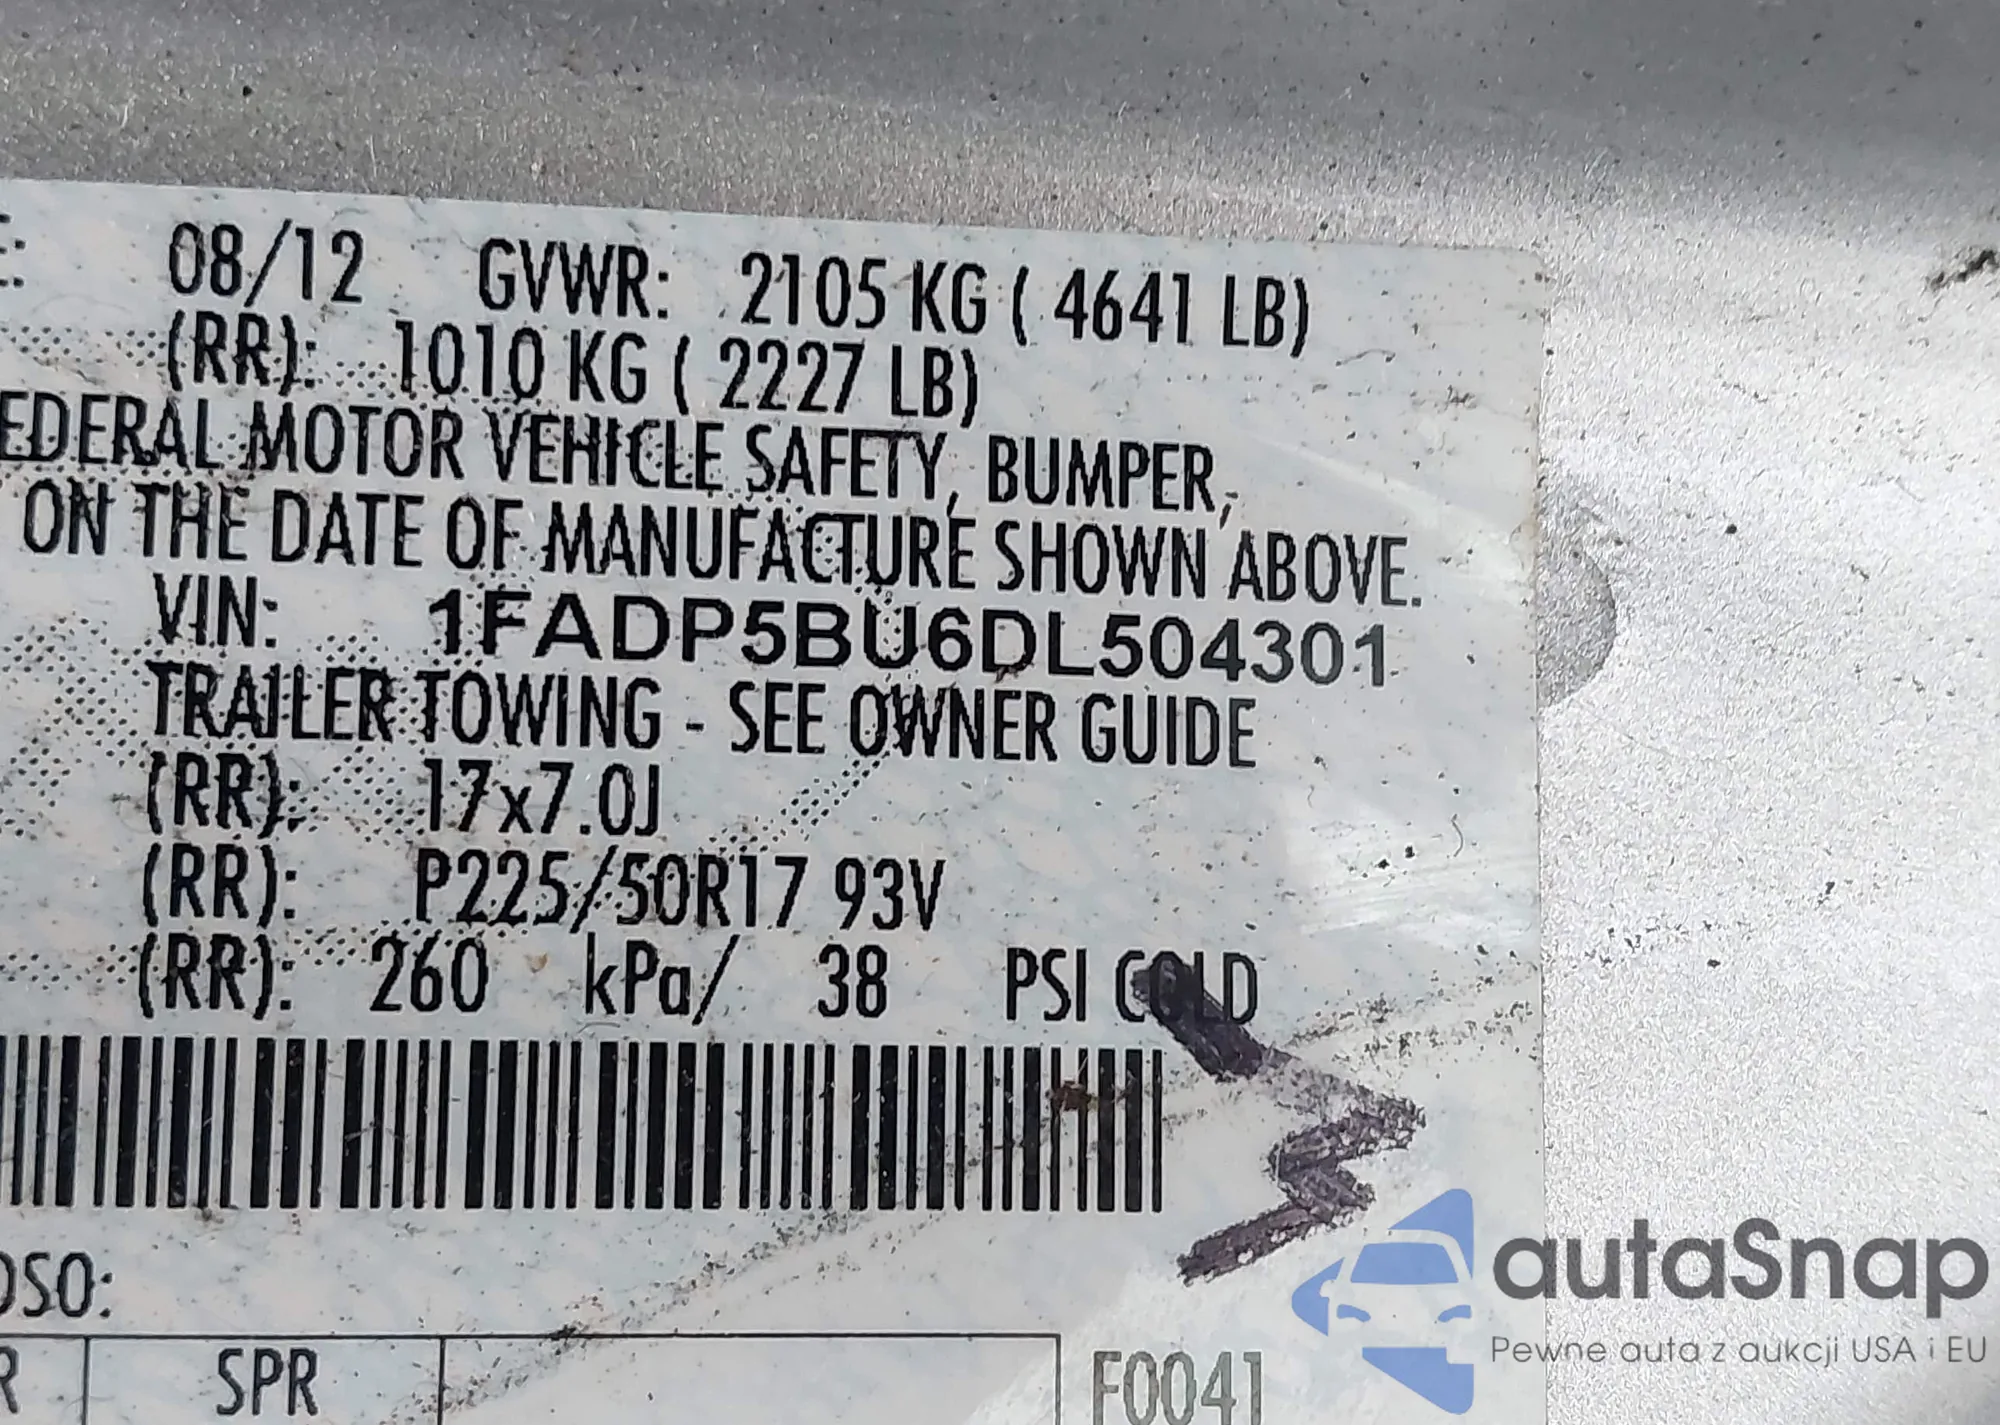 E: 08/12 GVWR: 2105 KG ( 4641 LB)
(RR): 1010 KG ( 2227 LB)
EDERAL MOTOR VEHICLE SAFETY, BUMPER,
ON THE DATE OF MANUFACTURE SHOWN ABOVE.
VIN: 1FADP5BU6DL504301
TRAILER TOWING - SEE OWNER GUIDE
(RR): 17x7.0J
(RR): P225/50R17 93V
(RR): 260 kPa/ 38 PSI COLD
DSO:
R SPR F0041
autaSnap
Pewne auta z aukcji USA i EU